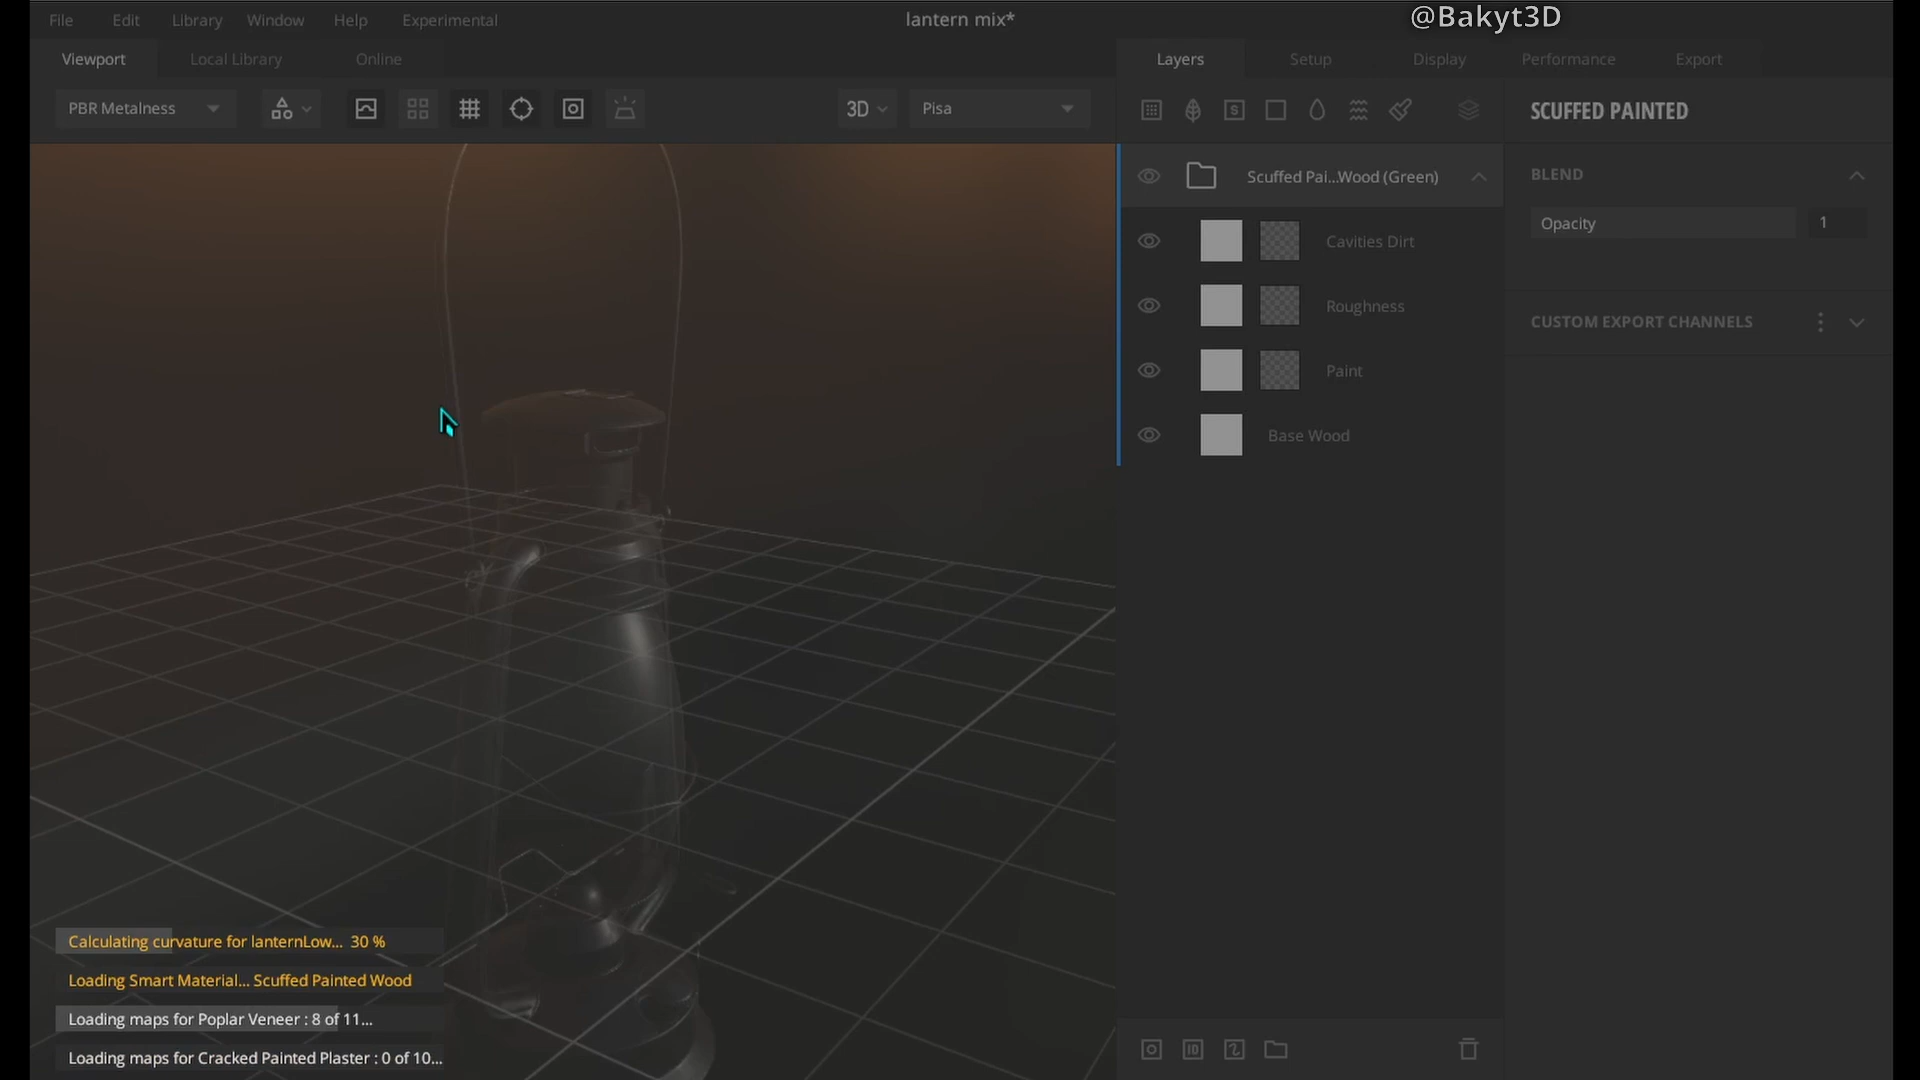 File Edit Library Window Help Experimental lantern mix* @Bakyt3D
Viewport Local Library Online Layers Setup Display Performance Export
PBR Metalness 3D Pisa SCUFFED PAINTED
Scuffed Pai...Wood (Green) BLEND
Opacity 1
Cavities Dirt
Roughness CUSTOM EXPORT CHANNELS
Paint
Base Wood
Calculating curvature for lanternLow... 30 %
Loading Smart Material... Scuffed Painted Wood
Loading maps for Poplar Veneer : 8 of 11...
Loading maps for Cracked Painted Plaster : 0 of 10...